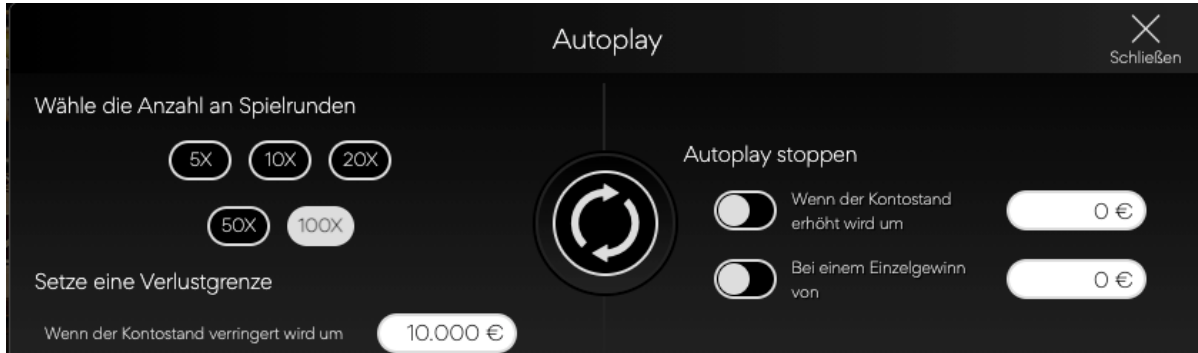 Autoplay
Schließen
Wähle die Anzahl an Spielrunden
5X 10X 20X
50X 100X
Setze eine Verlustgrenze
Wenn der Kontostand verringert wird um 10.000 €
Autoplay stoppen
Wenn der Kontostand
erhöht wird um
0 €
Bei einem Einzelgewinn
von
0 €